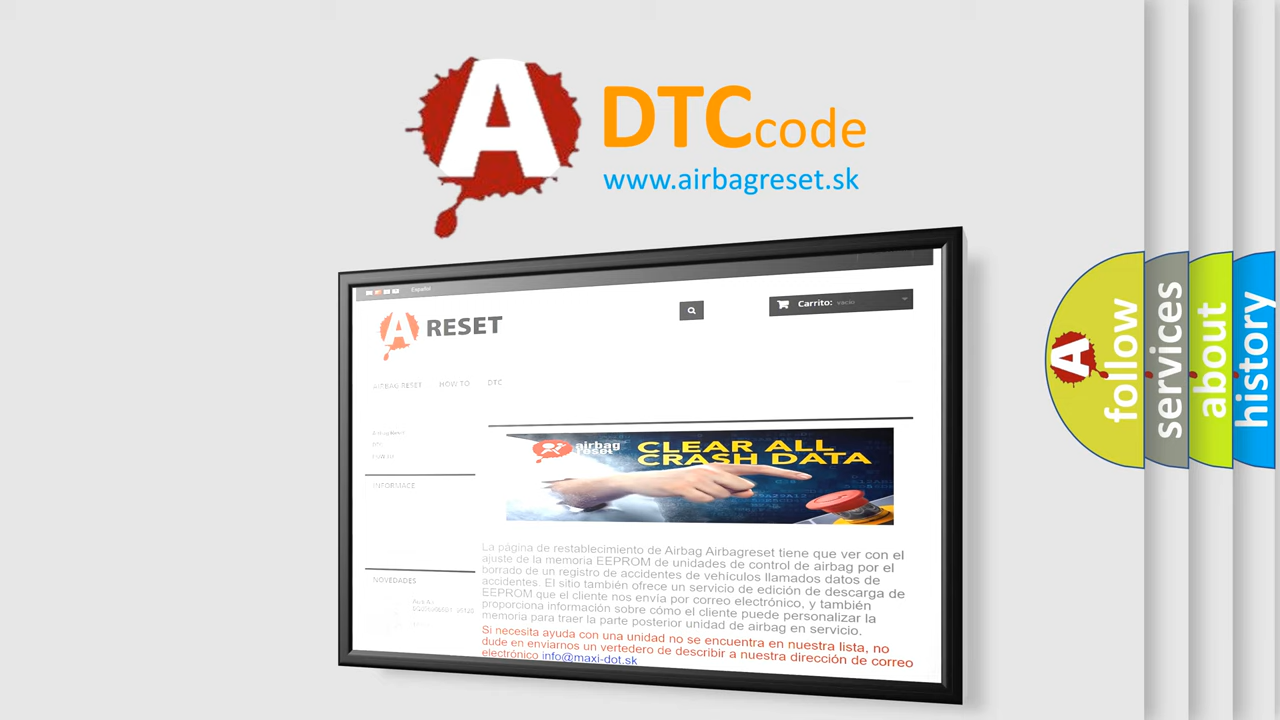 A
DTCcode
www.airbagreset.sk
Español
A RESET
Carrito: vacío
AIRBAG RESET HOW TO DTC
INFORMACE
NOVEDADES
airbag
reset
CLEAR ALL
CRASH DATA
La página de restablecimiento de Airbag Airbagreset tiene que ver con el
ajuste de la memoria EEPROM de unidades de control de airbag por el
borrado de un registro de accidentes de vehículos llamados datos de
accidentes. El sitio también ofrece un servicio de edición de descarga de
EEPROM que el cliente nos envía por correo electrónico, y también
proporciona información sobre cómo el cliente puede personalizar la
memoria para traer la parte posterior unidad de airbag en servicio.
Si necesita ayuda con una unidad no se encuentra en nuestra lista, no
dude en enviarnos un vertedero de describir a nuestra dirección de correo
electrónico info@maxi-dot.sk
A
follow
services
about
history